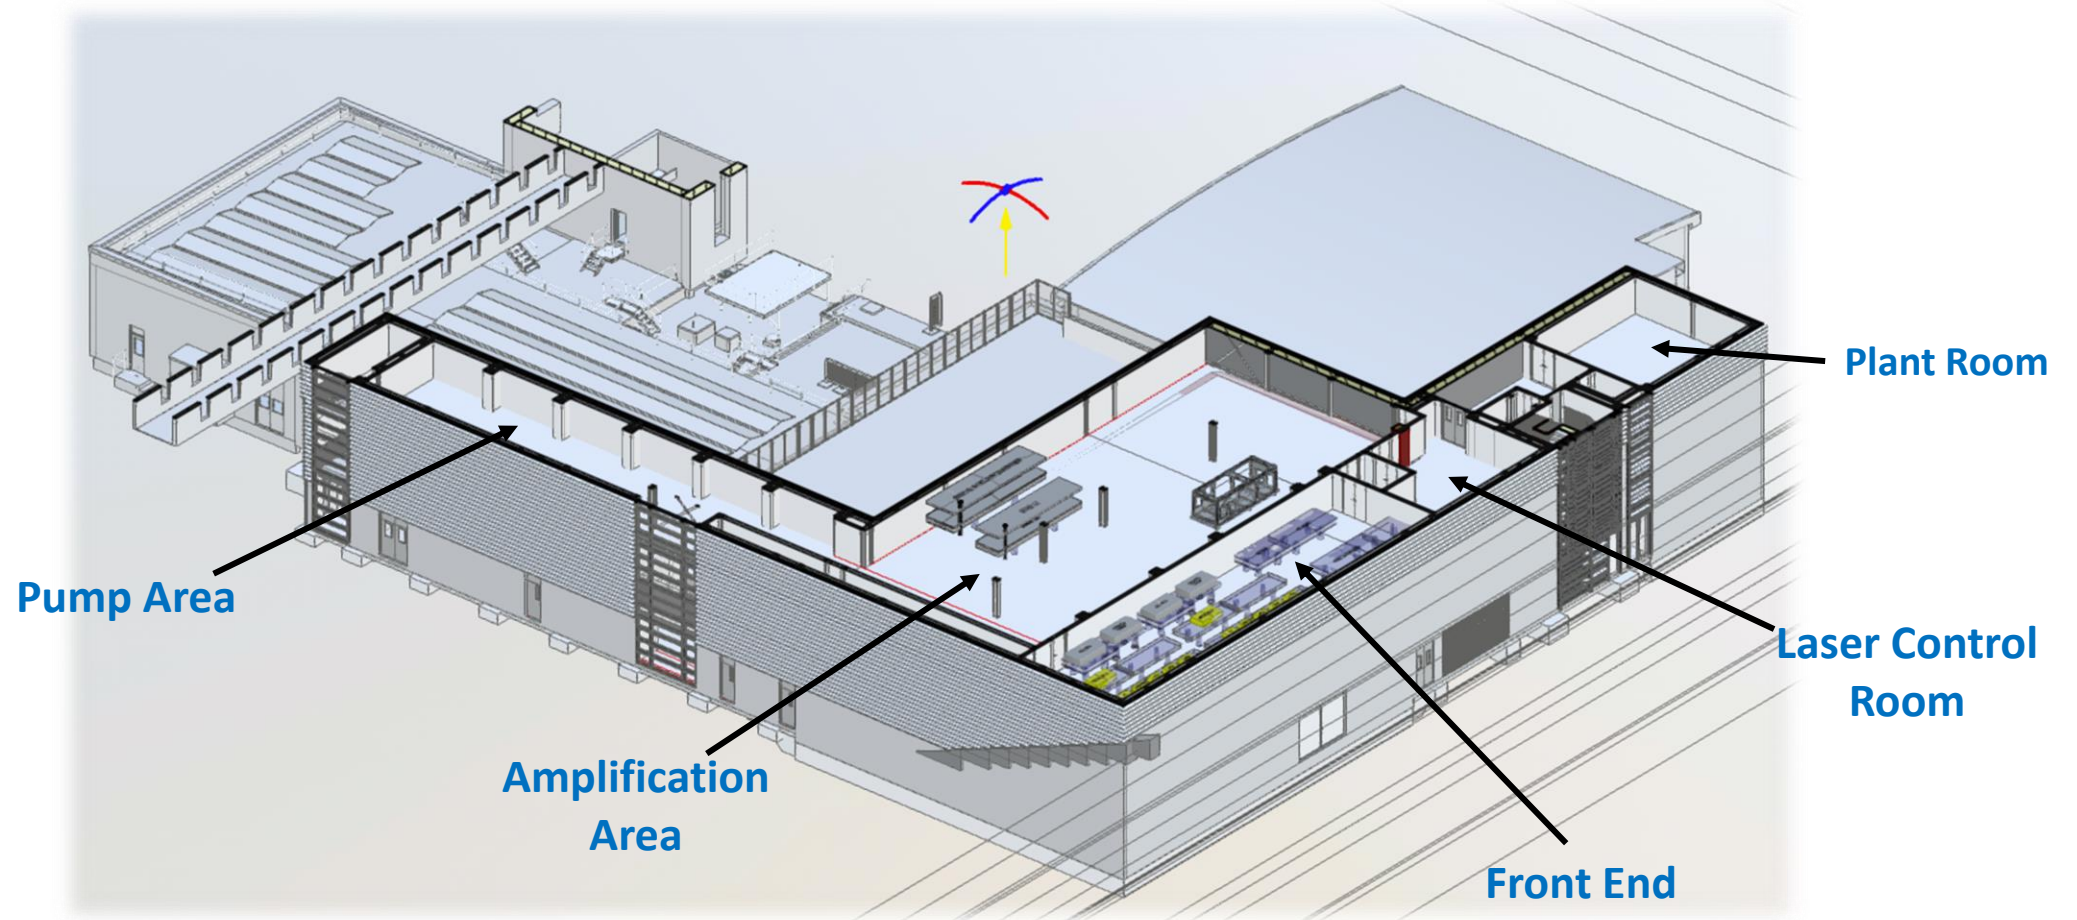 Plant Room
Pump Area
Laser Control
Room
Amplification
Area
Front End